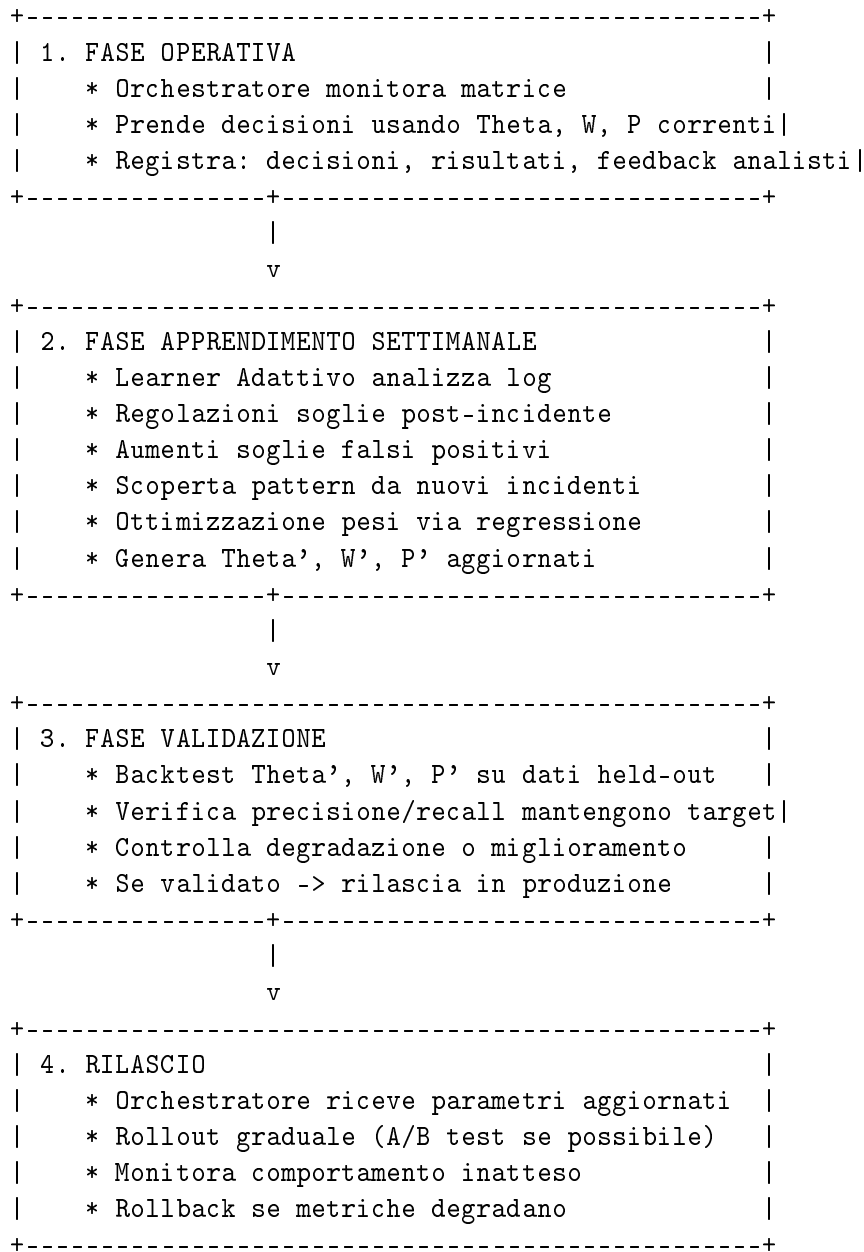 +-------------------------------------------------+
| 1. FASE OPERATIVA |
| * Orchestratore monitora matrice |
| * Prende decisioni usando Theta, W, P correnti|
| * Registra: decisioni, risultati, feedback analisti|
+----------------+--------------------------------+
|
v
+-------------------------------------------------+
| 2. FASE APPRENDIMENTO SETTIMANALE |
| * Learner Adattivo analizza log |
| * Regolazioni soglie post-incidente |
| * Aumenti soglie falsi positivi |
| * Scoperta pattern da nuovi incidenti |
| * Ottimizzazione pesi via regressione |
| * Genera Theta', W', P' aggiornati |
+----------------+--------------------------------+
|
v
+-------------------------------------------------+
| 3. FASE VALIDAZIONE |
| * Backtest Theta', W', P' su dati held-out |
| * Verifica precisione/recall mantengono target|
| * Controlla degradazione o miglioramento |
| * Se validato -> rilascia in produzione |
+----------------+--------------------------------+
|
v
+-------------------------------------------------+
| 4. RILASCIO |
| * Orchestratore riceve parametri aggiornati |
| * Rollout graduale (A/B test se possibile) |
| * Monitora comportamento inatteso |
| * Rollback se metriche degradano |
+-------------------------------------------------+